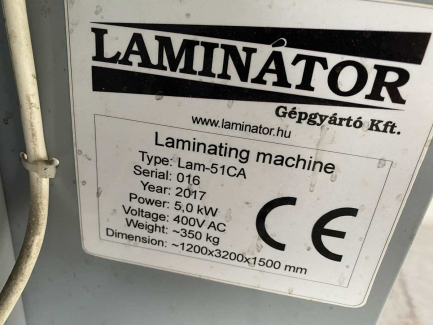 LAMINÁTOR
Gépgyártó Kft.
www.laminator.hu
Laminating machine
Type: Lam-51CA
Serial: 016
Year: 2017
Power: 5,0 kW
Voltage: 400V AC
Weight: ~350 kg
Dimension: ~1200x3200x1500 mm
CE